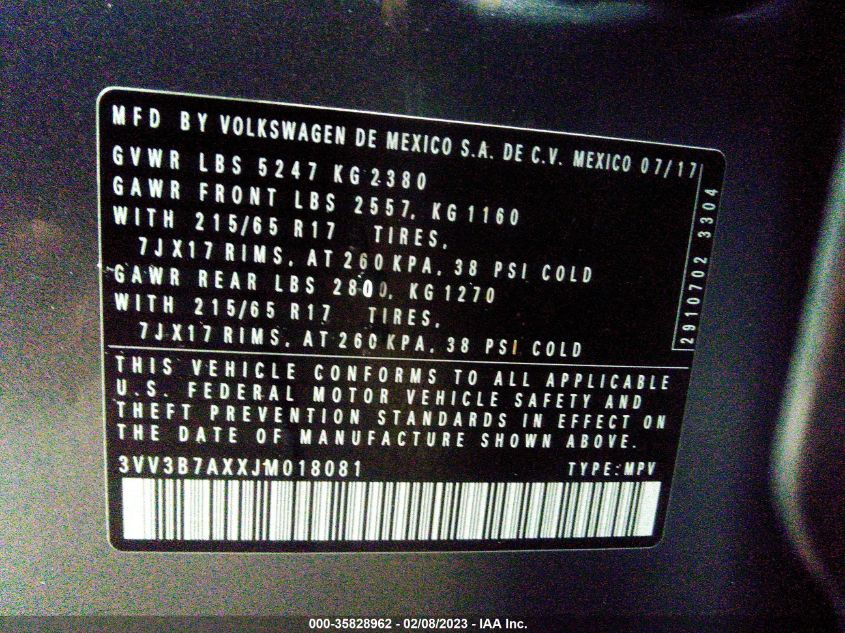 MFD BY VOLKSWAGEN DE MEXICO S.A. DE C.V. MEXICO 07/17
GVWR LBS 5247 KG 2380
GAWR FRONT LBS 2557, KG 1160
WITH 215/65 R17 TIRES,
7JX17 RIMS, AT 260 KPA, 38 PSI COLD
GAWR REAR LBS 2800, KG 1270
WITH 215/65 R17 TIRES,
7JX17 RIMS, AT 260 KPA, 38 PSI COLD
2910702 3304
THIS VEHICLE CONFORMS TO ALL APPLICABLE
U.S. FEDERAL MOTOR VEHICLE SAFETY AND
THEFT PREVENTION STANDARDS IN EFFECT ON
THE DATE OF MANUFACTURE SHOWN ABOVE.
3VV3B7AXXJM018081 TYPE:MPV
000-35828962 - 02/08/2023 - IAA Inc.